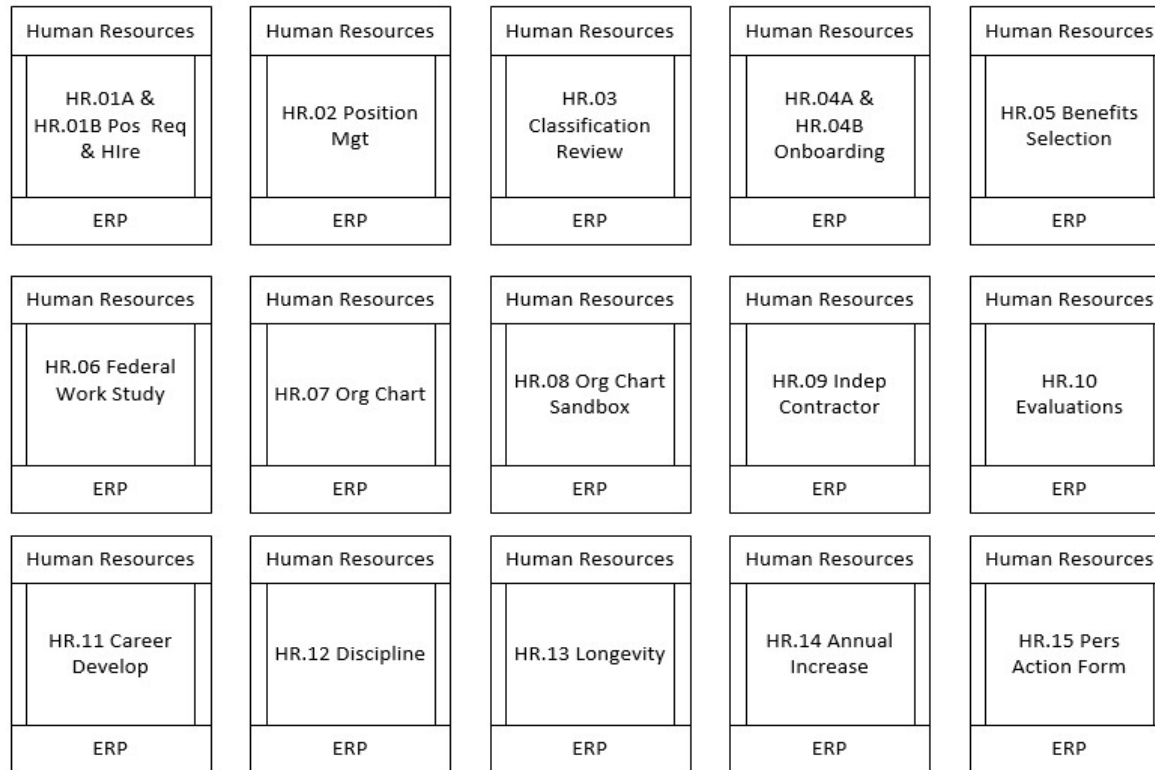 Human Resources
HR.01A &
HR.01B Pos Req
& HIre
ERP
Human Resources
HR.02 Position
Mgt
ERP
Human Resources
HR.03
Classification
Review
ERP
Human Resources
HR.04A &
HR.04B
Onboarding
ERP
Human Resources
HR.05 Benefits
Selection
ERP
Human Resources
HR.06 Federal
Work Study
ERP
Human Resources
HR.07 Org Chart
ERP
Human Resources
HR.08 Org Chart
Sandbox
ERP
Human Resources
HR.09 Indep
Contractor
ERP
Human Resources
HR.10
Evaluations
ERP
Human Resources
HR.11 Career
Develop
ERP
Human Resources
HR.12 Discipline
ERP
Human Resources
HR.13 Longevity
ERP
Human Resources
HR.14 Annual
Increase
ERP
Human Resources
HR.15 Pers
Action Form
ERP